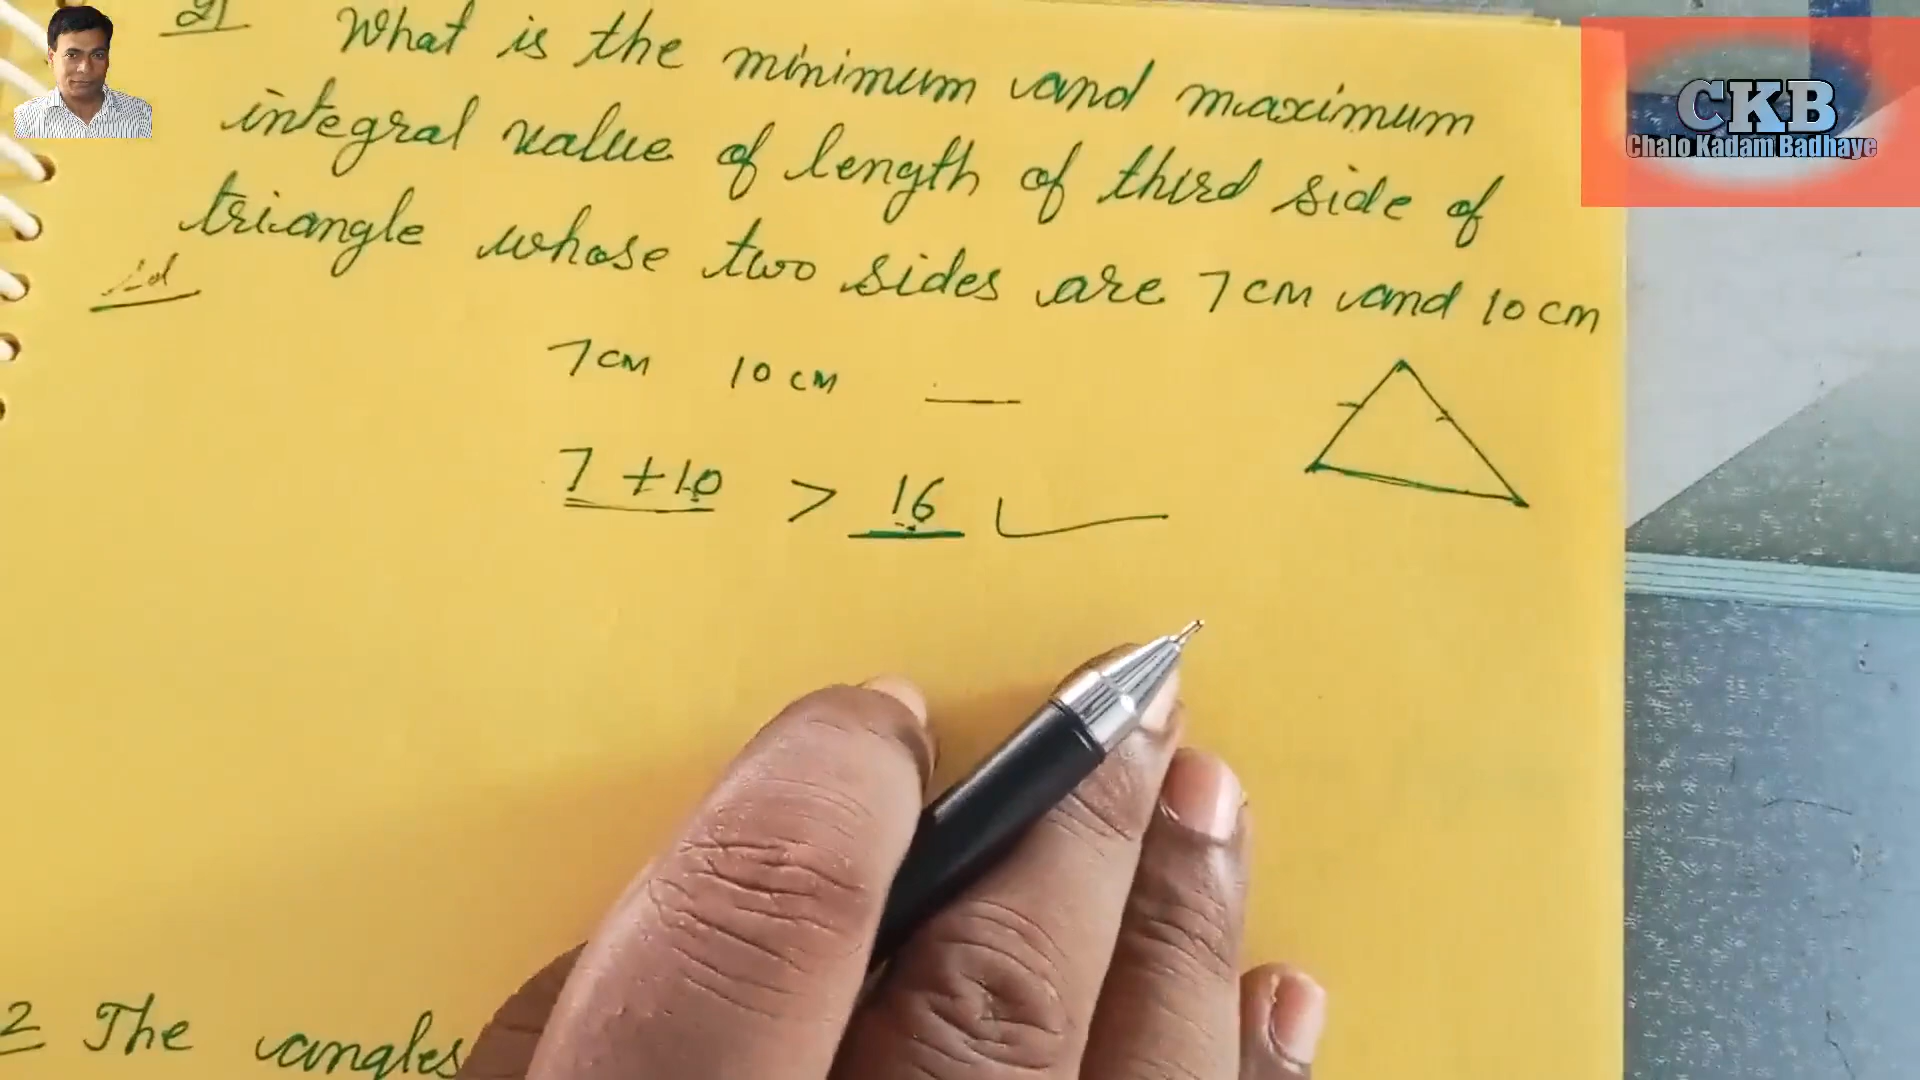 21 What is the minimum and maximum
integral value of length of third side of
triangle whose two sides are 7 cm and 10 cm
7 cm 10 cm
7 + 10 > 16
2 The angles
CKB
Chalo Kadam Badhaye